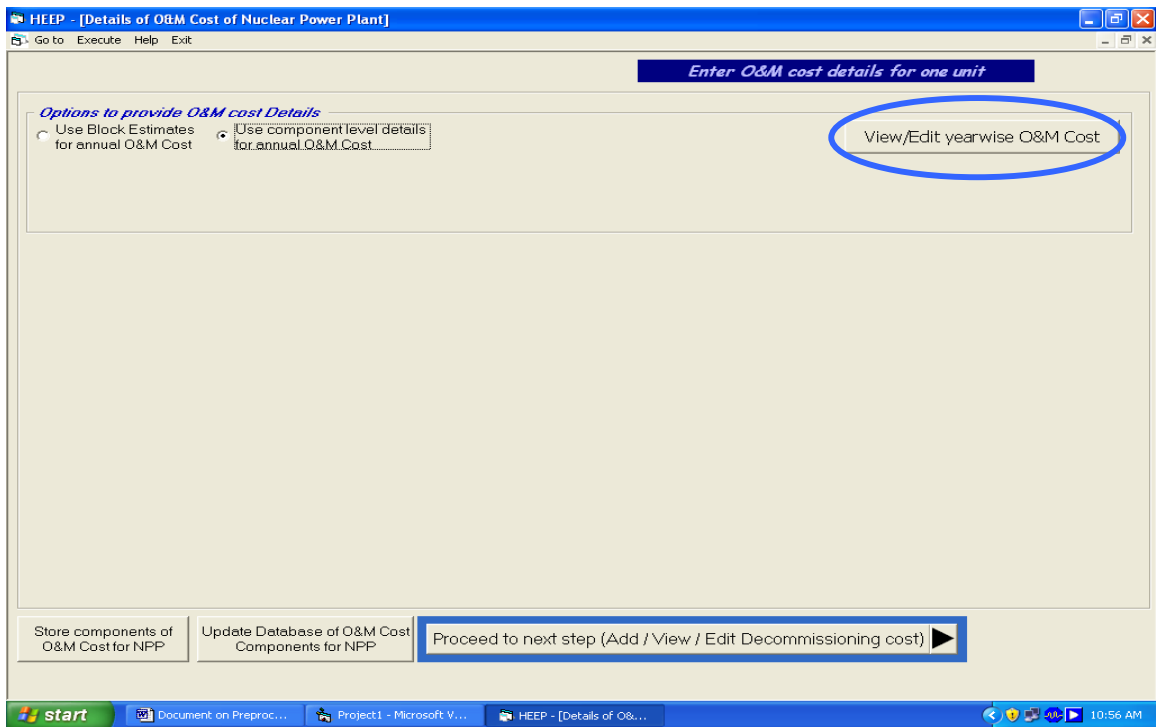 HEEP - [Details of O&M Cost of Nuclear Power Plant]
Go to Execute Help Exit
Enter O&M cost details for one unit
Options to provide O&M cost Details
Use Block Estimates
for annual O&M Cost
Use component level details
for annual O&M Cost
View/Edit yearwise O&M Cost
Store components of
O&M Cost for NPP
Update Database of O&M Cost
Components for NPP
Proceed to next step (Add / View / Edit Decommissioning cost)
start
Document on Preproc...
Project1 - Microsoft V...
HEEP - [Details of O&...
10:56 AM